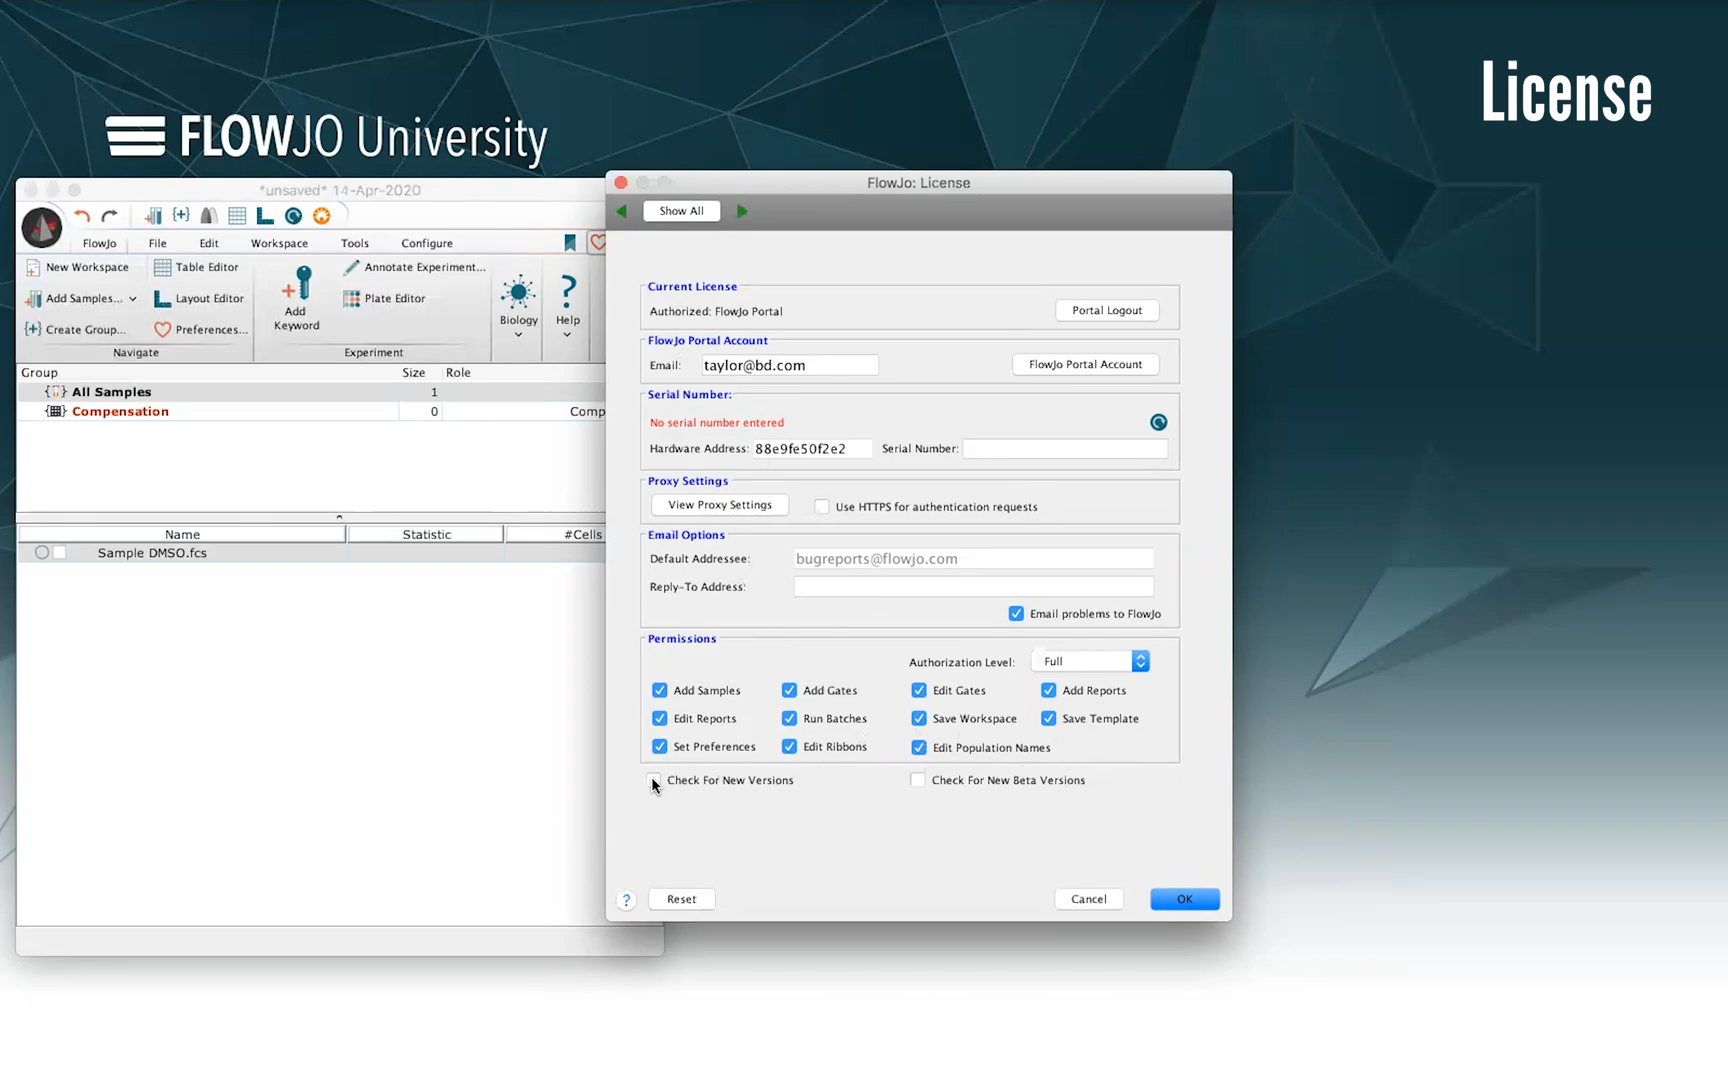 License
FLOWJO University
*unsaved* 14-Apr-2020
FlowJo File Edit Workspace Tools Configure
New Workspace Table Editor
Add Samples... Layout Editor
Create Group... Preferences...
Navigate
Add
Keyword
Annotate Experiment...
Plate Editor
Experiment
Biology
? Help
Group Size Role
All Samples 1
Compensation 0 Comp
Name Statistic #Cells
Sample DMSO.fcs
FlowJo: License
Show All
Current License
Authorized: FlowJo Portal Portal Logout
FlowJo Portal Account
Email: taylor@bd.com FlowJo Portal Account
Serial Number:
No serial number entered
Hardware Address: 88e9fe50f2e2 Serial Number:
Proxy Settings
View Proxy Settings Use HTTPS for authentication requests
Email Options
Default Addressee: bugreports@flowjo.com
Reply-To Address:
Email problems to FlowJo
Permissions
Authorization Level: Full
Add Samples Add Gates Edit Gates Add Reports
Edit Reports Run Batches Save Workspace Save Template
Set Preferences Edit Ribbons Edit Population Names
Check For New Versions Check For New Beta Versions
? Reset Cancel OK